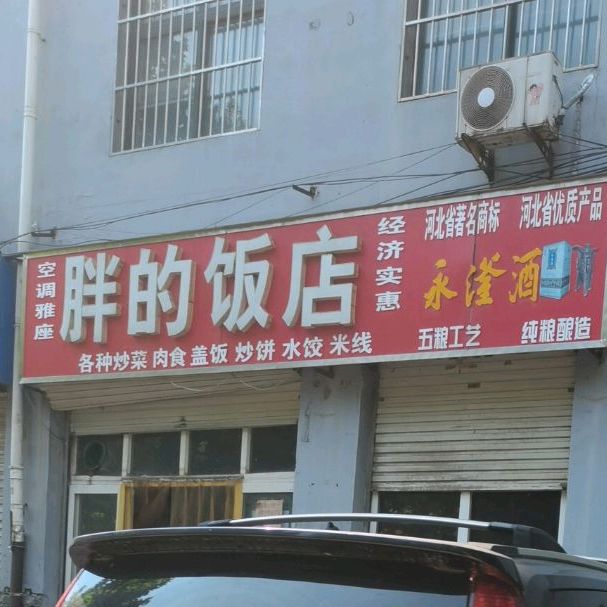 空调雅座
胖的饭店
经济实惠
各种炒菜 肉食 盖饭 炒饼 水饺 米线
河北省著名商标 河北省优质产品
永滏酒
五粮工艺 纯粮酿造